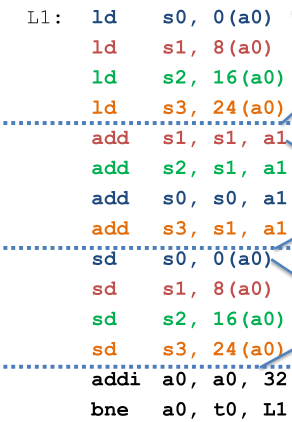 L1: ld s0, 0(a0)
ld s1, 8(a0)
ld s2, 16(a0)
ld s3, 24(a0)
add s1, s1, a1
add s2, s1, a1
add s0, s0, a1
add s3, s1, a1
sd s0, 0(a0)
sd s1, 8(a0)
sd s2, 16(a0)
sd s3, 24(a0)
addi a0, a0, 32
bne a0, t0, L1